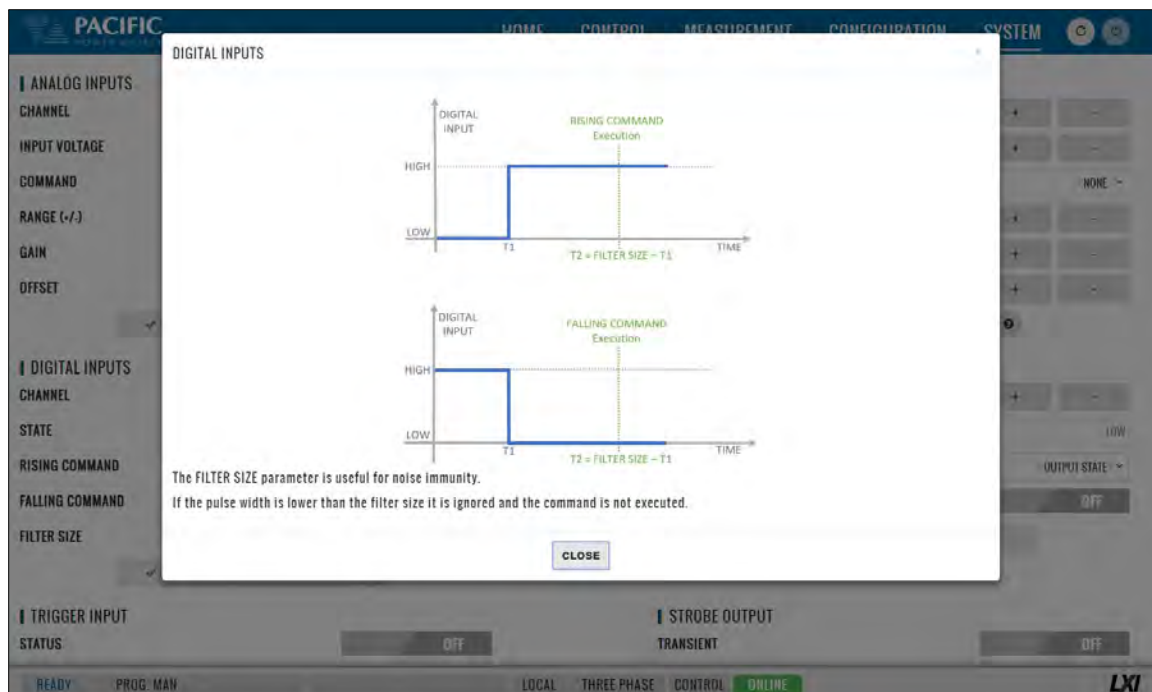 PACIFIC
HOME CONTROL MEASUREMENT CONFIGURATION SYSTEM
DIGITAL INPUTS
ANALOG INPUTS
CHANNEL + -
INPUT VOLTAGE + -
COMMAND NONE
RANGE (+/-) + -
GAIN + -
OFFSET + -
DIGITAL INPUT
RISING COMMAND
Execution
HIGH
LOW
T1
T2 = FILTER SIZE – T1
TIME
DIGITAL INPUT
FALLING COMMAND
Execution
HIGH
LOW
T1
T2 = FILTER SIZE – T1
TIME
The FILTER SIZE parameter is useful for noise immunity.
If the pulse width is lower than the filter size it is ignored and the command is not executed.
CLOSE
DIGITAL INPUTS
CHANNEL + -
STATE LOW
RISING COMMAND OUTPUT STATE
FALLING COMMAND OFF
FILTER SIZE
TRIGGER INPUT
STATUS OFF
STROBE OUTPUT
TRANSIENT OFF
READY PROG: MAN LOCAL THREE PHASE CONTROL ONLINE LXI